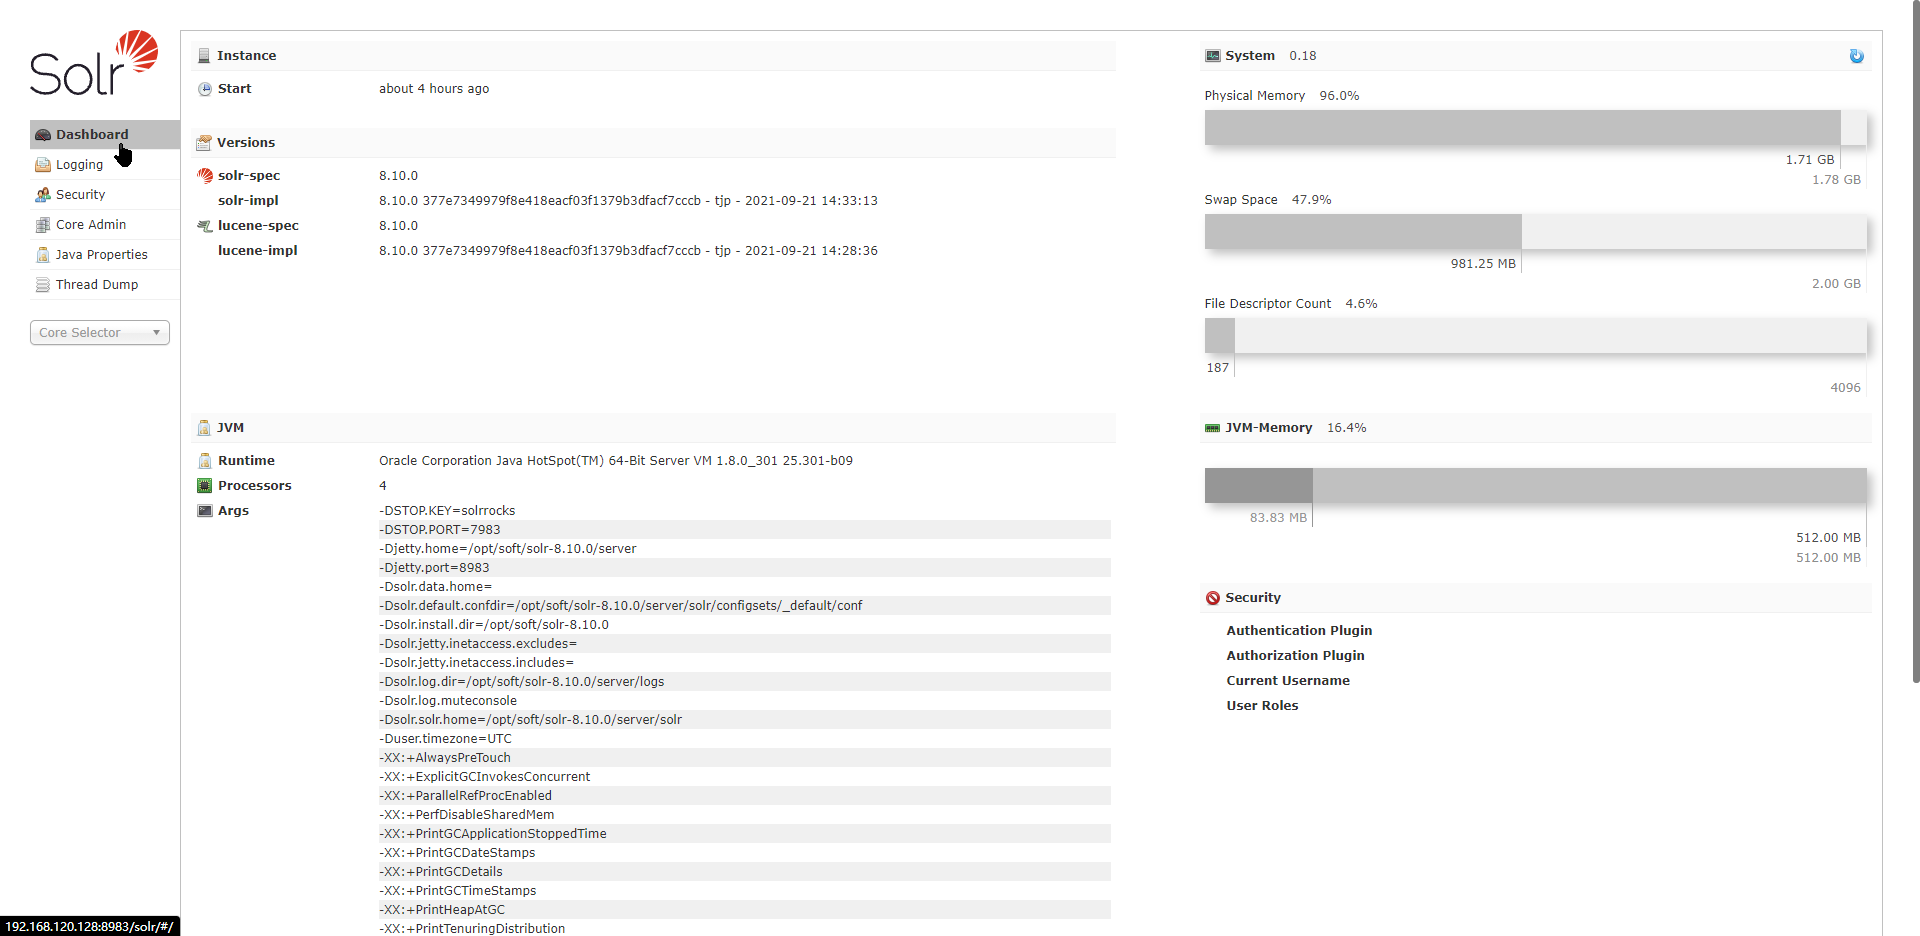 Solr
Dashboard
Logging
Security
Core Admin
Java Properties
Thread Dump
Core Selector
Instance
Start about 4 hours ago
Versions
solr-spec 8.10.0
solr-impl 8.10.0 377e7349979f8e418eacf03f1379b3dfacf7cccb - tjp - 2021-09-21 14:33:13
lucene-spec 8.10.0
lucene-impl 8.10.0 377e7349979f8e418eacf03f1379b3dfacf7cccb - tjp - 2021-09-21 14:28:36
JVM
Runtime Oracle Corporation Java HotSpot(TM) 64-Bit Server VM 1.8.0_301 25.301-b09
Processors 4
Args -DSTOP.KEY=solrrocks
-DSTOP.PORT=7983
-Djetty.home=/opt/soft/solr-8.10.0/server
-Djetty.port=8983
-Dsolr.data.home=
-Dsolr.default.confdir=/opt/soft/solr-8.10.0/server/solr/configsets/_default/conf
-Dsolr.install.dir=/opt/soft/solr-8.10.0
-Dsolr.jetty.inetaccess.excludes=
-Dsolr.jetty.inetaccess.includes=
-Dsolr.log.dir=/opt/soft/solr-8.10.0/server/logs
-Dsolr.log.muteconsole
-Dsolr.solr.home=/opt/soft/solr-8.10.0/server/solr
-Duser.timezone=UTC
-XX:+AlwaysPreTouch
-XX:+ExplicitGCInvokesConcurrent
-XX:+ParallelRefProcEnabled
-XX:+PerfDisableSharedMem
-XX:+PrintGCApplicationStoppedTime
-XX:+PrintGCDateStamps
-XX:+PrintGCDetails
-XX:+PrintGCTimeStamps
-XX:+PrintHeapAtGC
-XX:+PrintTenuringDistribution
System 0.18
Physical Memory 96.0%
1.71 GB
1.78 GB
Swap Space 47.9%
981.25 MB
2.00 GB
File Descriptor Count 4.6%
187
4096
JVM-Memory 16.4%
83.83 MB
512.00 MB
512.00 MB
Security
Authentication Plugin
Authorization Plugin
Current Username
User Roles
192.168.120.128:8983/solr/#/